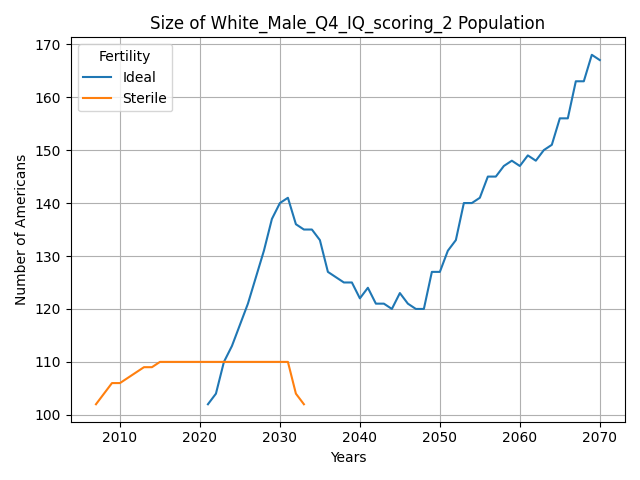 Size of White_Male_Q4_IQ_scoring_2 Population
Fertility
Ideal
Sterile
Number of Americans
170
160
150
140
130
120
110
100
2010 2020 2030 2040 2050 2060 2070
Years